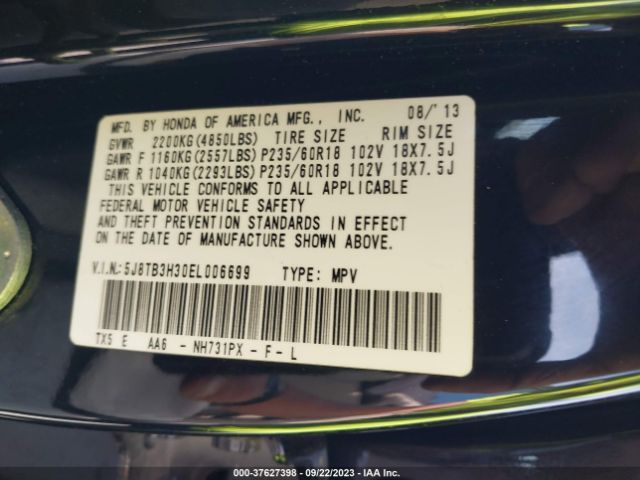 MFD. BY HONDA OF AMERICA MFG., INC. 08/'13
GVWR 2200KG(4850LBS) TIRE SIZE RIM SIZE
GAWR F 1160KG(2557LBS) P235/60R18 102V 18X7.5J
GAWR R 1040KG(2293LBS) P235/60R18 102V 18X7.5J
THIS VEHICLE CONFORMS TO ALL APPLICABLE
FEDERAL MOTOR VEHICLE SAFETY
AND THEFT PREVENTION STANDARDS IN EFFECT
ON THE DATE OF MANUFACTURE SHOWN ABOVE.
V.I.N.:5J8TB3H30EL006699 TYPE: MPV
TX5 E AA6 - NH731PX - F - L
000-37627398 - 09/22/2023 - IAA Inc.